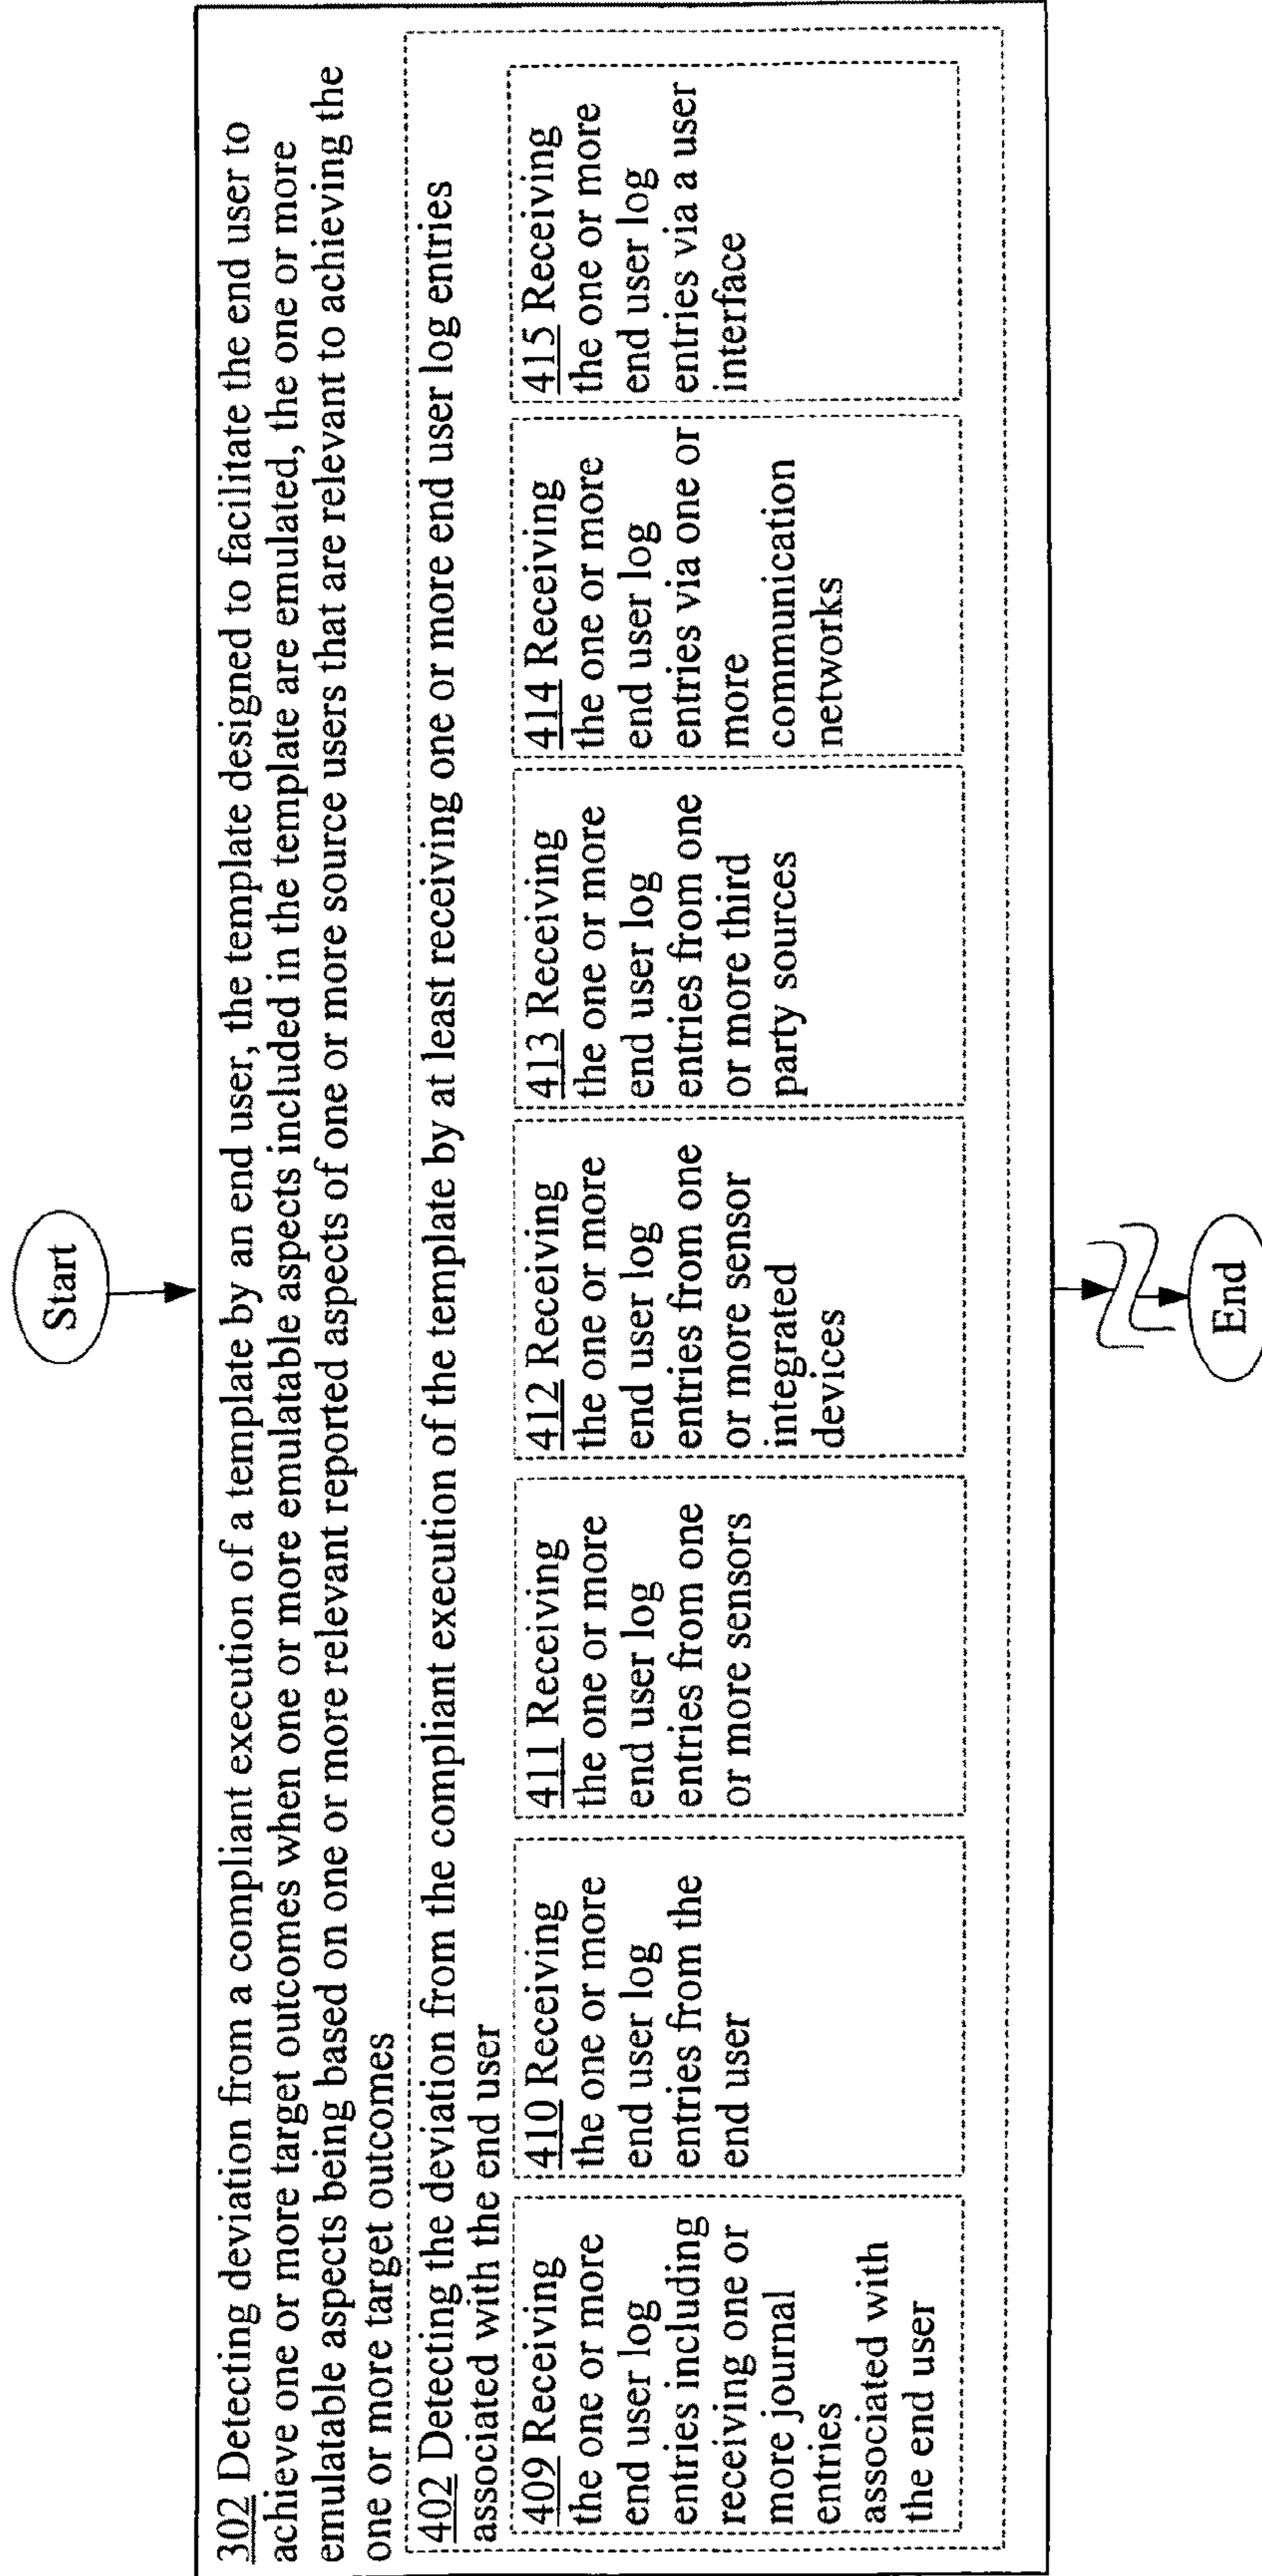 Start
302 Detecting deviation from a compliant execution of a template by an end user, the template designed to facilitate the end user to
achieve one or more target outcomes when one or more emulatable aspects included in the template are emulated, the one or more
emulatable aspects being based on one or more relevant reported aspects of one or more source users that are relevant to achieving the
one or more target outcomes
402 Detecting the deviation from the compliant execution of the template by at least receiving one or more end user log entries
associated with the end user
409 Receiving
the one or more
end user log
entries including
receiving one or
more journal
entries
associated with
the end user
410 Receiving
the one or more
end user log
entries from the
end user
411 Receiving
the one or more
end user log
entries from one
or more sensors
412 Receiving
the one or more
end user log
entries from one
or more sensor
integrated
devices
413 Receiving
the one or more
end user log
entries from one
or more third
party sources
414 Receiving
the one or more
end user log
entries via one or
more
communication
networks
415 Receiving
the one or more
end user log
entries via a user
interface
End